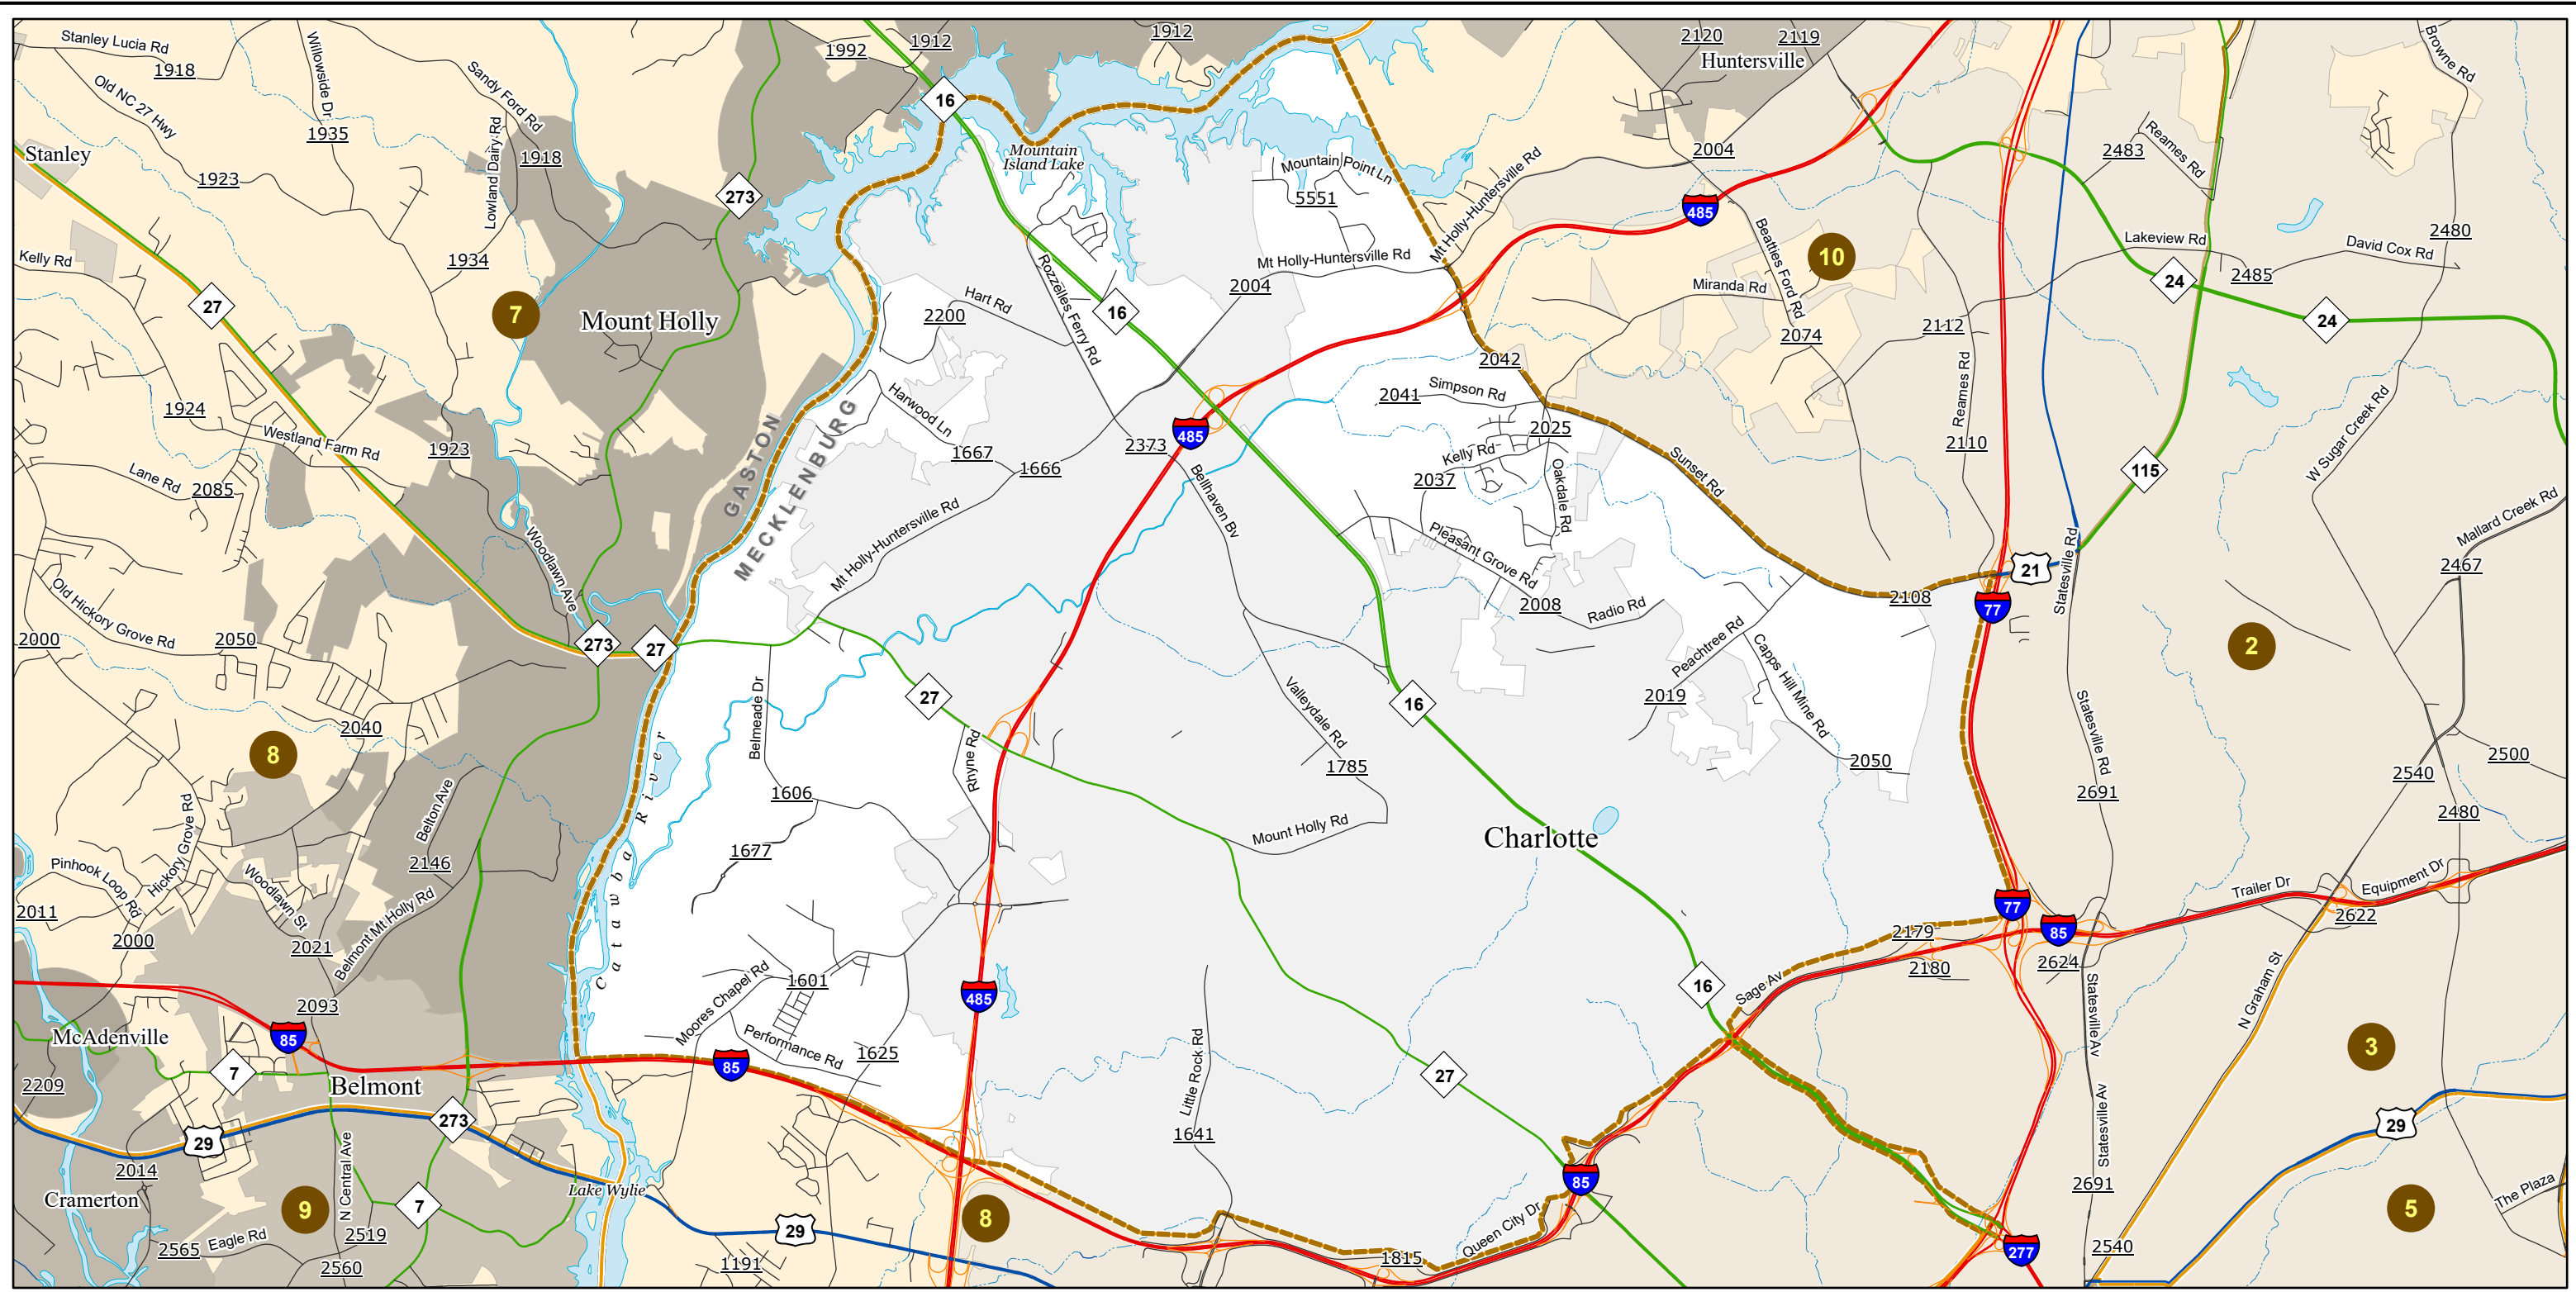 Stanley Lucia Rd
1918
Willowside Dr
Old NC 27 Hwy
1935
Sandy Ford Rd
1918
Lowland Dairy Rd
Stanley
1923
1934
Kelly Rd
27
7
Mount Holly
273
1992
1912
1912
16
Mountain
Island Lake
Mountain Point Ln
5551
Mt Holly-Huntersville Rd
2004
Mt Holly-Huntersville Rd
2120
2119
Huntersville
2004
485
Beatties Ford Rd
10
Miranda Rd
2074
2112
Reames Rd
2110
2483
Reames Rd
Browne Rd
Lakeview Rd
24
2485
David Cox Rd
2480
24
115
W Sugar Creek Rd
Mallard Creek Rd
2467
Rozzelles Ferry Rd
16
Hart Rd
2200
Harwood Ln
1667
1666
2373
485
Bellhaven Bv
Mt Holly-Huntersville Rd
GASTON
MECKLENBURG
2042
Simpson Rd
2041
2025
Kelly Rd
2037
Oakdale Rd
Sunset Rd
Pleasant Grove Rd
2008
Radio Rd
2108
21
77
Statesville Rd
Peachtree Rd
2019
Capps Hill Mine Rd
2050
1924
Westland Farm Rd
1923
Lane Rd
2085
Woodlawn Ave
Old Hickory Grove Rd
2000
2050
273
27
2040
8
27
16
Belmeade Dr
Rhyne Rd
1606
1677
Valleydale Rd
1785
Mount Holly Rd
Charlotte
2
Statesville Rd
2691
2540
2500
2480
Catawba River
Belton Ave
2146
Hickory Grove Rd
Pinhook Loop Rd
Woodlawn St
2011
2000
2021
Belmont Mt Holly Rd
2093
McAdenville
85
7
2209
Belmont
29
273
2014
Cramerton
9
N Central Ave
7
2565
Eagle Rd
2519
2560
Moores Chapel Rd
1601
Performance Rd
1625
85
485
Lake Wylie
29
1191
8
Little Rock Rd
1641
27
85
Queen City Dr
1815
16
Sage Av
2179
2180
77
85
2624
Trailer Dr
Equipment Dr
2622
N Graham St
Statesville Av
Statesville Av
2691
3
29
5
The Plaza
277
2540